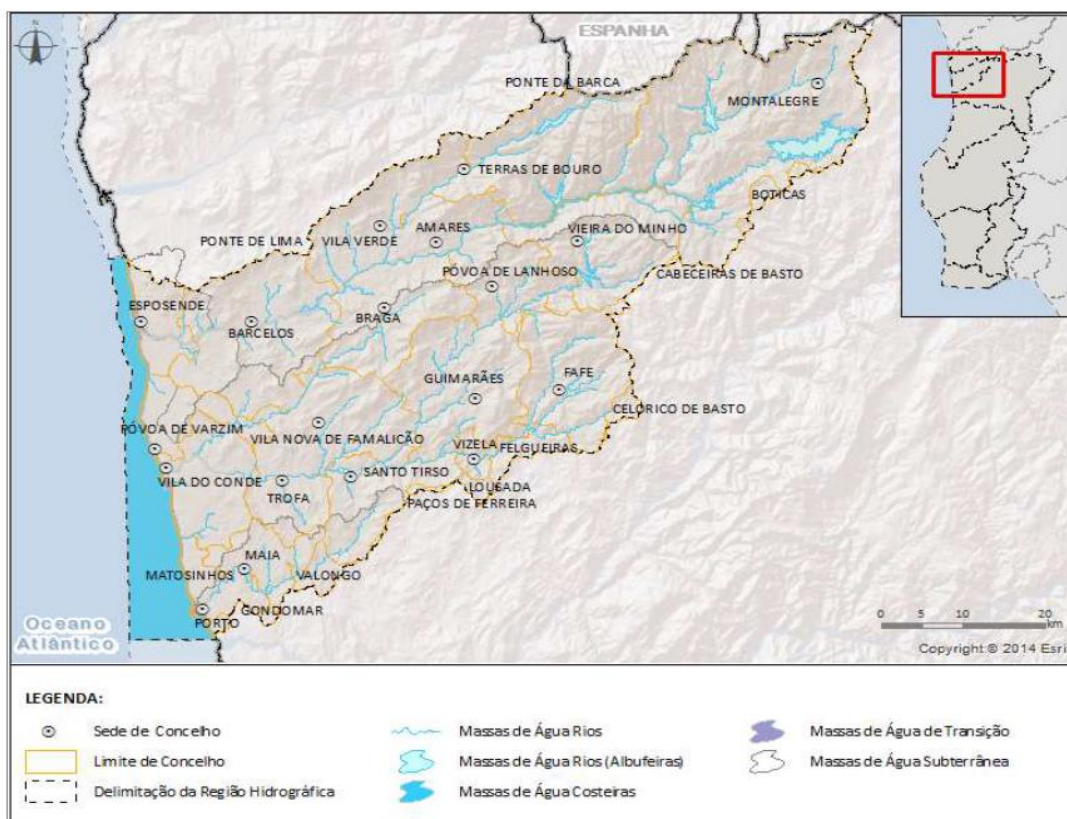 N
ESPANHA
PONTE DA BARCA
MONTALEGRE
TERRAS DE BOURO
BOTICAS
PONTE DE LIMA
VILA VERDE
AMARES
VIEIRA DO MINHO
PÓVOA DE LANHOSO
CABECEIRAS DE BASTO
ESPOSENDE
BARCELOS
BRAGA
GUIMARÃES
FAFE
CELORICO DE BASTO
PÓVOA DE VARZIM
VILA NOVA DE FAMALICÃO
VIZELA
FELGUEIRAS
VILA DO CONDE
SANTO TIRSO
TROFA
LOUSADA
PAÇOS DE FERREIRA
MAIA
MATOSINHOS
VALONGO
GONDOMAR
PORTO
Oceano
Atlântico
0 5 10 20
km
Copyright:© 2014 Esri
LEGENDA:
Sede de Concelho
Massas de Água Rios
Massas de Água de Transição
Limite de Concelho
Massas de Água Rios (Albufeiras)
Massas de Água Subterrânea
Delimitação da Região Hidrográfica
Massas de Água Costeiras